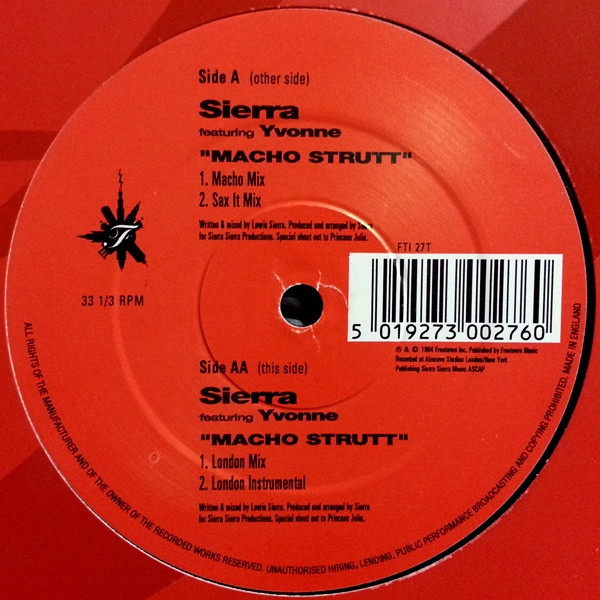 Side A (other side)
Sierra
featuring Yvonne
"MACHO STRUTT"
1. Macho Mix
2. Sax It Mix
Written & mixed by Lewis Sierra. Produced and arranged by Sierra
for Sierra Sierra Productions. Special shout out to Princess Julia.
FTI 27T
33 1/3 RPM
5 019273 002760
℗ & © 1994 Freetown Inc. Published by Freetown Music
Recorded at Airwave Studios London/New York
Publishing Sierra Sierra Music ASCAP
Side AA (this side)
Sierra
featuring Yvonne
"MACHO STRUTT"
1. London Mix
2. London Instrumental
Written & mixed by Lewis Sierra. Produced and arranged by Sierra
for Sierra Sierra Productions. Special shout out to Princess Julia.
ALL RIGHTS OF THE MANUFACTURER AND OF THE OWNER OF THE RECORDED WORKS RESERVED. UNAUTHORISED HIRING, LENDING, PUBLIC PERFORMANCE BROADCASTING AND COPYING PROHIBITED. MADE IN ENGLAND